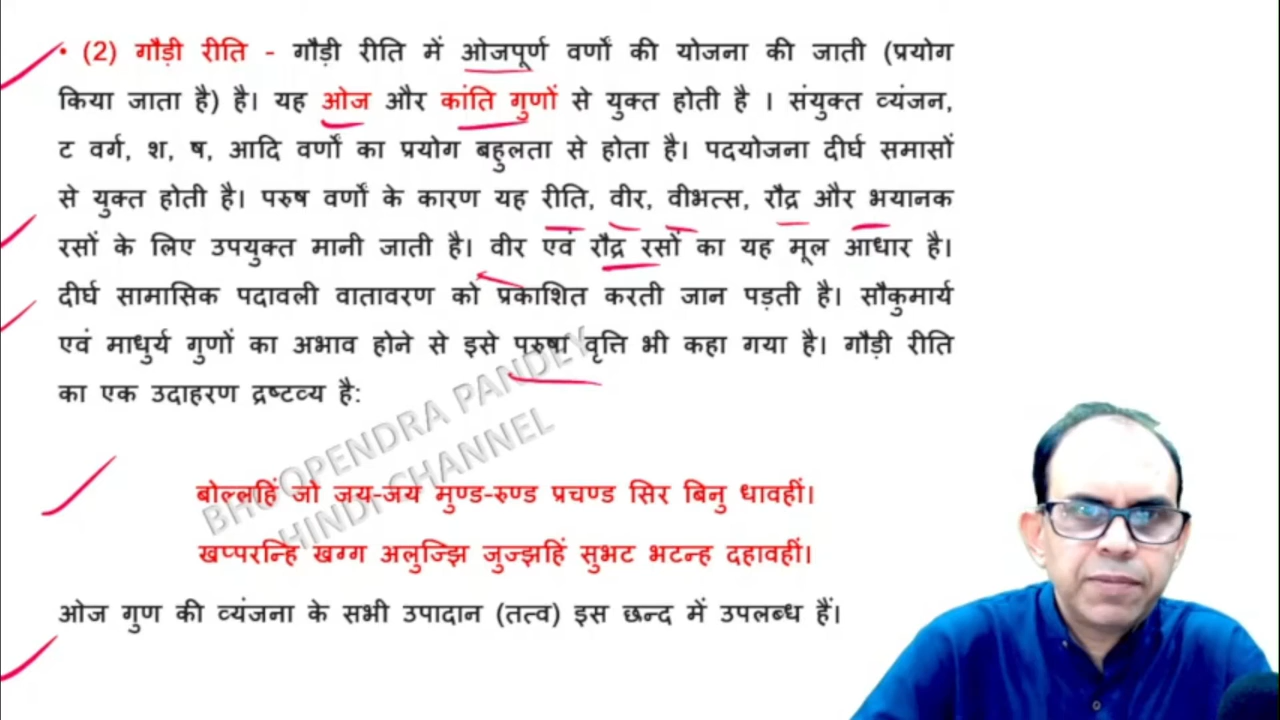 • (2) गौड़ी रीति - गौड़ी रीति में ओजपूर्ण वर्णों की योजना की जाती (प्रयोग
किया जाता है) है। यह ओज और कांति गुणों से युक्त होती है । संयुक्त व्यंजन,
ट वर्ग, श, ष, आदि वर्णों का प्रयोग बहुलता से होता है। पदयोजना दीर्घ समासों
से युक्त होती है। परुष वर्णों के कारण यह रीति, वीर, वीभत्स, रौद्र और भयानक
रसों के लिए उपयुक्त मानी जाती है। वीर एवं रौद्र रसों का यह मूल आधार है।
दीर्घ सामासिक पदावली वातावरण को प्रकाशित करती जान पड़ती है। सौकुमार्य
एवं माधुर्य गुणों का अभाव होने से इसे परुषा वृत्ति भी कहा गया है। गौड़ी रीति
का एक उदाहरण द्रष्टव्य है:
बोल्लहिं जो जय-जय मुण्ड-रुण्ड प्रचण्ड सिर बिनु धावहीं।
खप्परन्हि खग्ग अलुज्झि जुज्झहिं सुभट भटन्ह दहावहीं।
ओज गुण की व्यंजना के सभी उपादान (तत्व) इस छन्द में उपलब्ध हैं।
PANDEY
HINDI CHANNEL